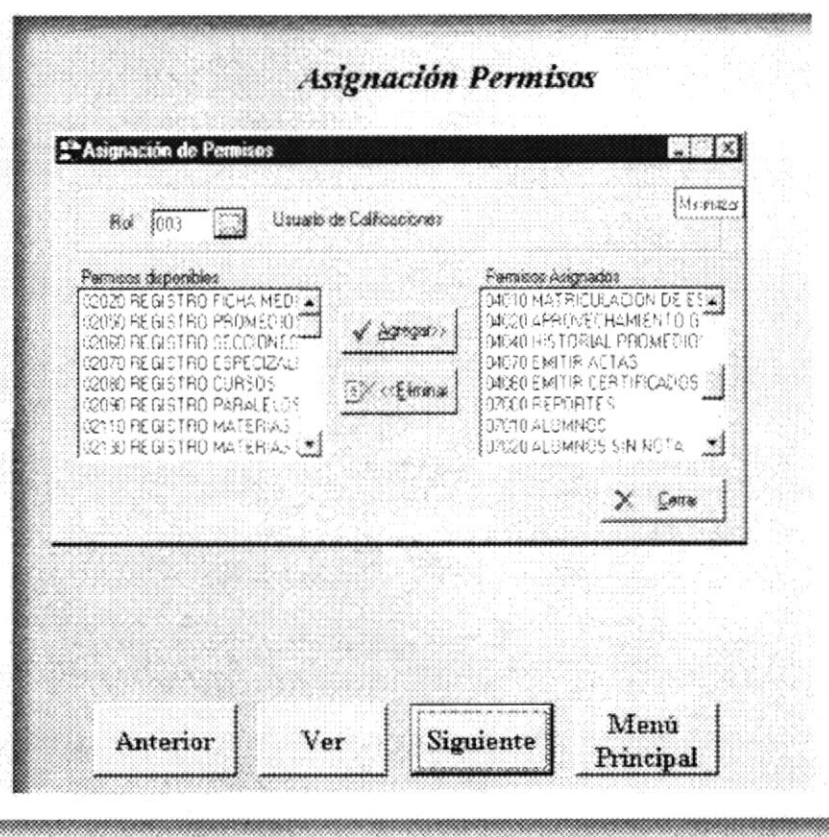 Asignación Permisos
Asignación de Permisos
Rol 003 Usuario de Calificaciones
Minimizar
Permisos disponibles
02020 REGISTRO FICHA MEDI
02050 REGISTRO PROMEDIO
02060 REGISTRO SECCIONES
02070 REGISTRO ESPECIZALI
02080 REGISTRO CURSOS
02090 REGISTRO PARALELOS
02110 REGISTRO MATERIAS
02130 REGISTRO MATERIAS
Agregar>>
<<Eliminar
Permisos Asignados
04010 MATRICULACION DE ES
04020 APROVECHAMIENTO G
04040 HISTORIAL PROMEDIO
04070 EMITIR ACTAS
04080 EMITIR CERTIFICADOS
07000 REPORTES
07010 ALUMNOS
07020 ALUMNOS SIN NOTA
Cerrar
Anterior
Ver
Siguiente
Menú
Principal